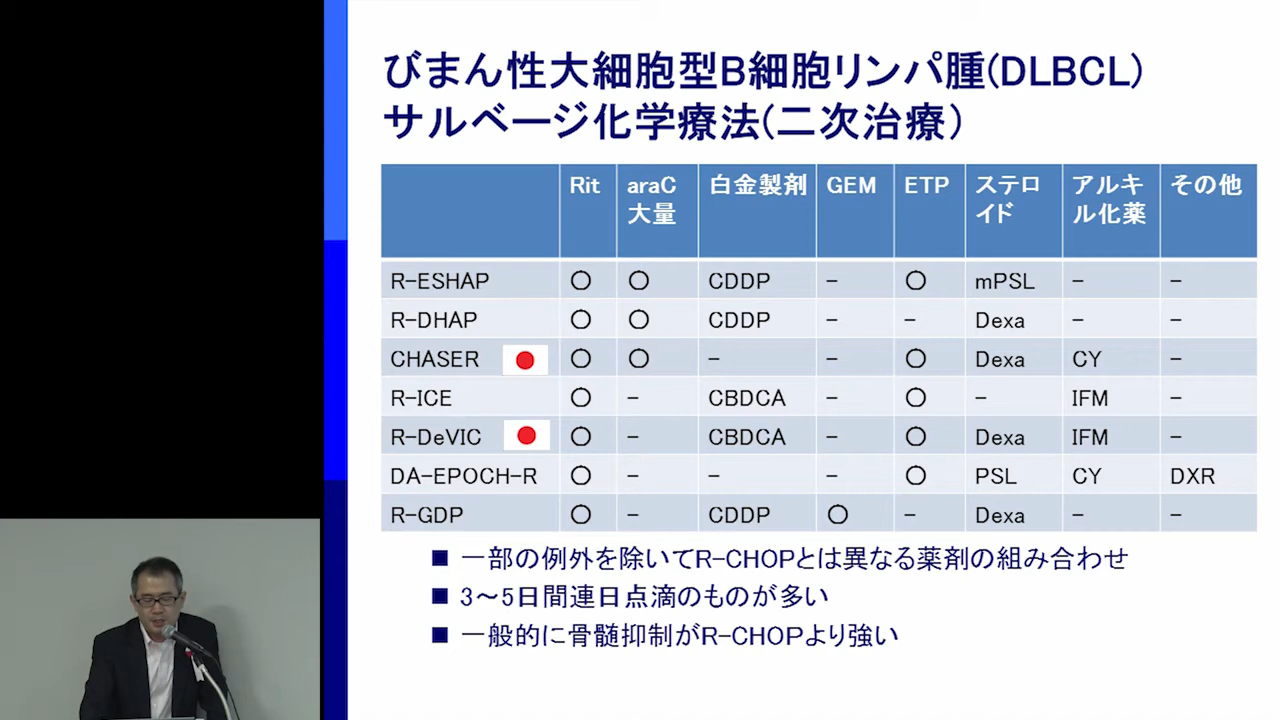 びまん性大細胞型B細胞リンパ腫(DLBCL)
サルベージ化学療法(二次治療)
Rit araC大量 白金製剤 GEM ETP ステロイド アルキル化薬 その他
R-ESHAP ○ ○ CDDP - ○ mPSL - -
R-DHAP ○ ○ CDDP - - Dexa - -
CHASER ○ ○ - - ○ Dexa CY -
R-ICE ○ - CBDCA - ○ - IFM -
R-DeVIC ○ - CBDCA - ○ Dexa IFM -
DA-EPOCH-R ○ - - - ○ PSL CY DXR
R-GDP ○ - CDDP ○ - Dexa - -
■ 一部の例外を除いてR-CHOPとは異なる薬剤の組み合わせ
■ 3～5日間連日点滴のものが多い
■ 一般的に骨髄抑制がR-CHOPより強い